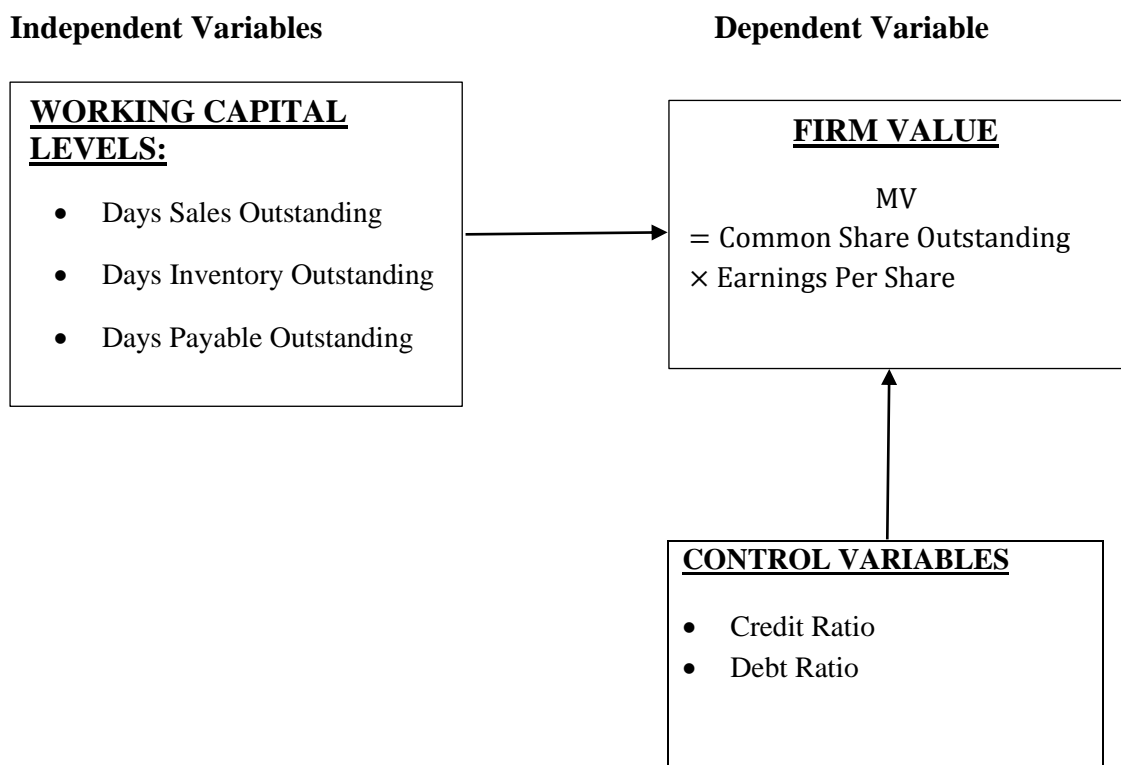 Independent Variables
Dependent Variable
WORKING CAPITAL
LEVELS:
• Days Sales Outstanding
• Days Inventory Outstanding
• Days Payable Outstanding
FIRM VALUE
MV
= Common Share Outstanding
× Earnings Per Share
CONTROL VARIABLES
• Credit Ratio
• Debt Ratio